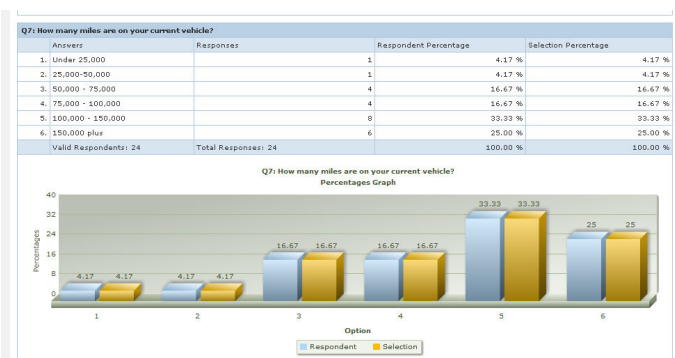 Q7: How many miles are on your current vehicle?
Answers Responses Respondent Percentage Selection Percentage
1. Under 25,000 1 4.17 % 4.17 %
2. 25,000-50,000 1 4.17 % 4.17 %
3. 50,000 - 75,000 4 16.67 % 16.67 %
4. 75,000 - 100,000 4 16.67 % 16.67 %
5. 100,000 - 150,000 8 33.33 % 33.33 %
6. 150,000 plus 6 25.00 % 25.00 %
Valid Respondents: 24 Total Responses: 24 100.00 % 100.00 %
Q7: How many miles are on your current vehicle?
Percentages Graph
Percentages
40
32
24
16
8
0
4.17 4.17 4.17 4.17 16.67 16.67 16.67 16.67 33.33 33.33 25 25
1 2 3 4 5 6
Option
Respondent Selection